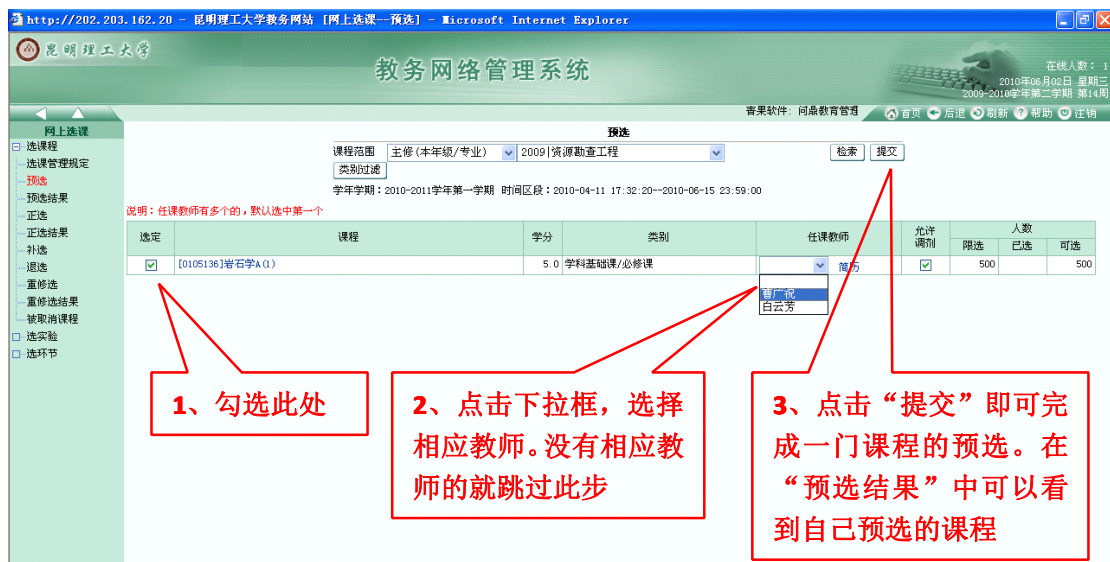 http://202.203.162.20 - 昆明理工大学教务网站 [网上选课--预选] - Microsoft Internet Explorer
昆明理工大学
教务网络管理系统
在线人数： 1
2010年06月02日 星期三
2009-2010学年第二学期 第14周
青果软件: 问鼎教育管理
首页 后退 刷新 帮助 注销
网上选课
选课程
选课管理规定
预选
预选结果
正选
正选结果
补选
退选
重修选
重修选结果
被取消课程
选实验
选环节
预选
课程范围 主修(本年级/专业) 2009|资源勘查工程 检索 提交
类别过滤
学年学期：2010-2011学年第一学期 时间区段：2010-04-11 17:32:20--2010-06-15 23:59:00
说明：任课教师有多个的，默认选中第一个
选定 课程 学分 类别 任课教师 允许调剂 人数
限选 已选 可选
[0105136]岩石学A(1) 5.0 学科基础课/必修课 简历 500 500
曹广祝
白云芳
1、勾选此处
2、点击下拉框，选择
相应教师。没有相应教
师的就跳过此步
3、点击“提交”即可完
成一门课程的预选。在
“预选结果”中可以看
到自己预选的课程